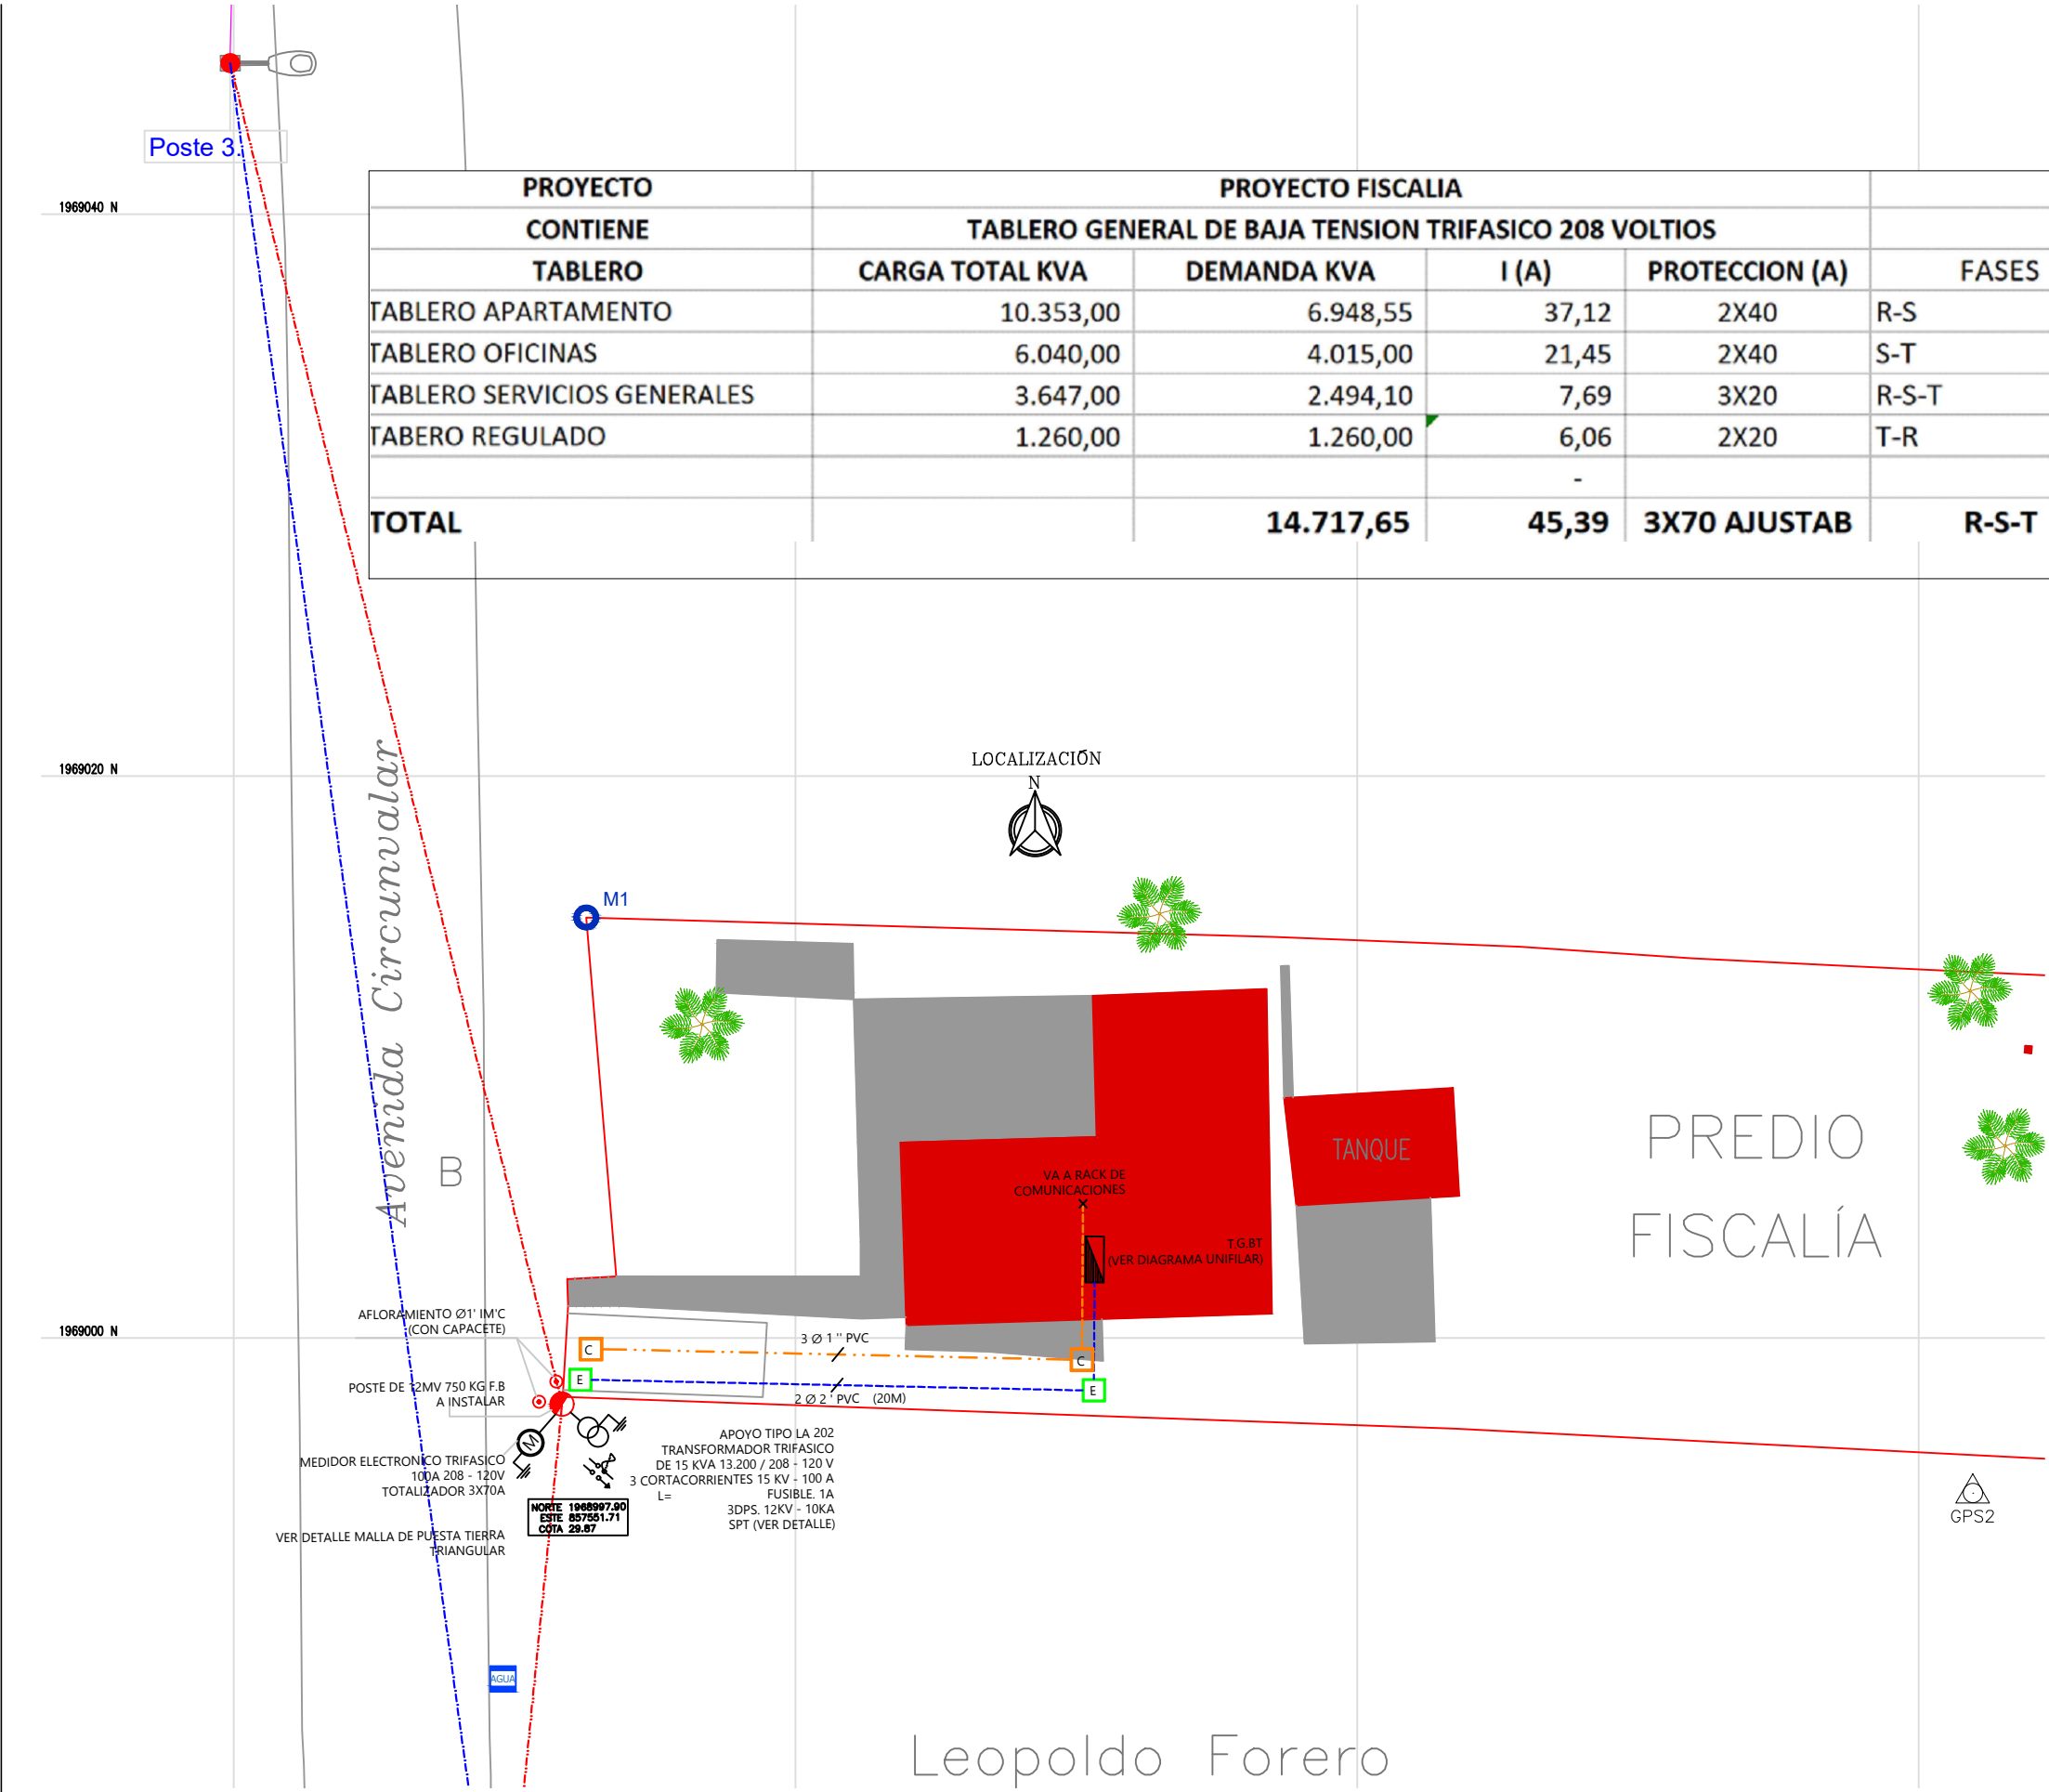 Poste 3.
1969040 N
PROYECTO PROYECTO FISCALIA
CONTIENE TABLERO GENERAL DE BAJA TENSION TRIFASICO 208 VOLTIOS
TABLERO CARGA TOTAL KVA DEMANDA KVA I (A) PROTECCION (A) FASES
TABLERO APARTAMENTO 10.353,00 6.948,55 37,12 2X40 R-S
TABLERO OFICINAS 6.040,00 4.015,00 21,45 2X40 S-T
TABLERO SERVICIOS GENERALES 3.647,00 2.494,10 7,69 3X20 R-S-T
TABERO REGULADO 1.260,00 1.260,00 6,06 2X20 T-R
-
TOTAL 14.717,65 45,39 3X70 AJUSTAB R-S-T
1969020 N
LOCALIZACIÓN
N
Avenida Circunvalar
M1
B
TANQUE
PREDIO
FISCALÍA
VA A RACK DE
COMUNICACIONES
T.G.BT
(VER DIAGRAMA UNIFILAR)
1969000 N
AFLORAMIENTO Ø1' IM'C
(CON CAPACETE)
C
3 Ø 1 '' PVC
C
E
2 Ø 2 ' PVC (20M)
E
POSTE DE 12MV 750 KG F.B
A INSTALAR
M
MEDIDOR ELECTRONICO TRIFASICO
100A 208 - 120V
TOTALIZADOR 3X70A
APOYO TIPO LA 202
TRANSFORMADOR TRIFASICO
DE 15 KVA 13.200 / 208 - 120 V
3 CORTACORRIENTES 15 KV - 100 A
L= FUSIBLE. 1A
3DPS. 12KV - 10KA
SPT (VER DETALLE)
NORTE 1968997.90
ESTE 857551.71
COTA 29.87
VER DETALLE MALLA DE PUESTA TIERRA
TRIANGULAR
GPS2
AGUA
Leopoldo Forero